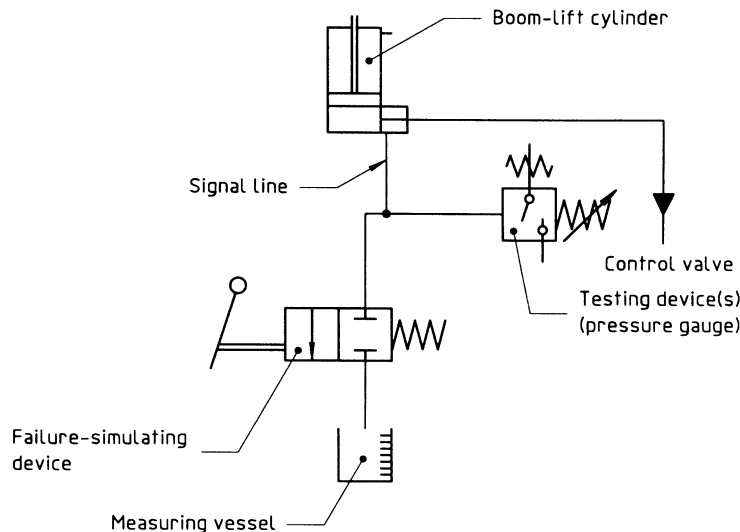 Boom-lift cylinder
Signal line
Control valve
Testing device(s)
(pressure gauge)
Failure-simulating
device
Measuring vessel